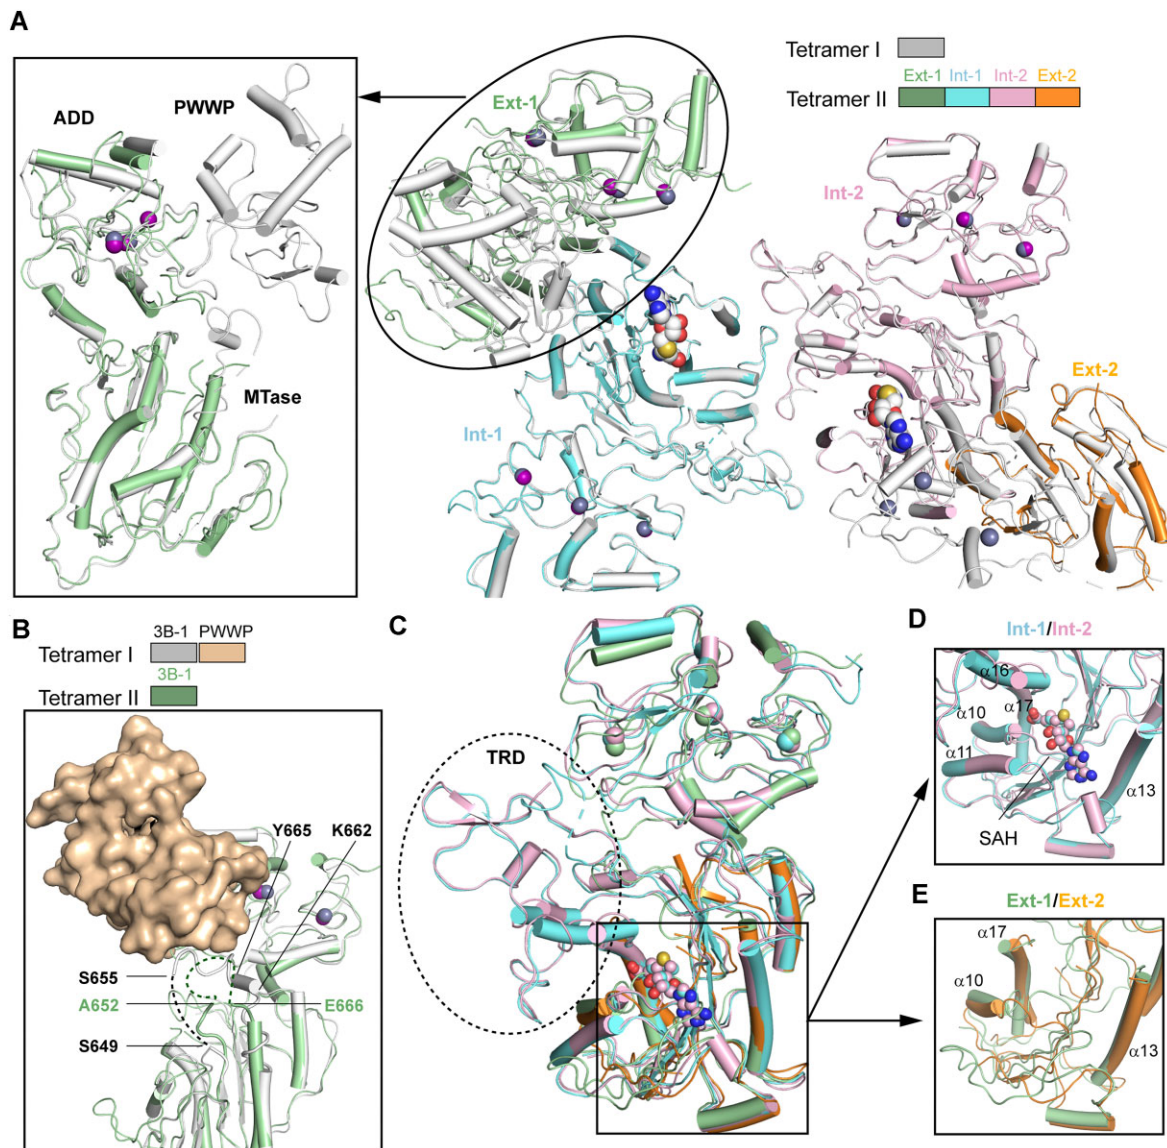 A
Tetramer I
Ext-1 Int-1 Int-2 Ext-2
Tetramer II
ADD
PWWP
MTase
Ext-1
Int-1
Int-2
Ext-2
B
3B-1 PWWP
Tetramer I
3B-1
Tetramer II
Y665
K662
S655
A652
E666
S649
C
TRD
D
Int-1/Int-2
α16
α17
α10
α11
α13
SAH
E
Ext-1/Ext-2
α17
α10
α13